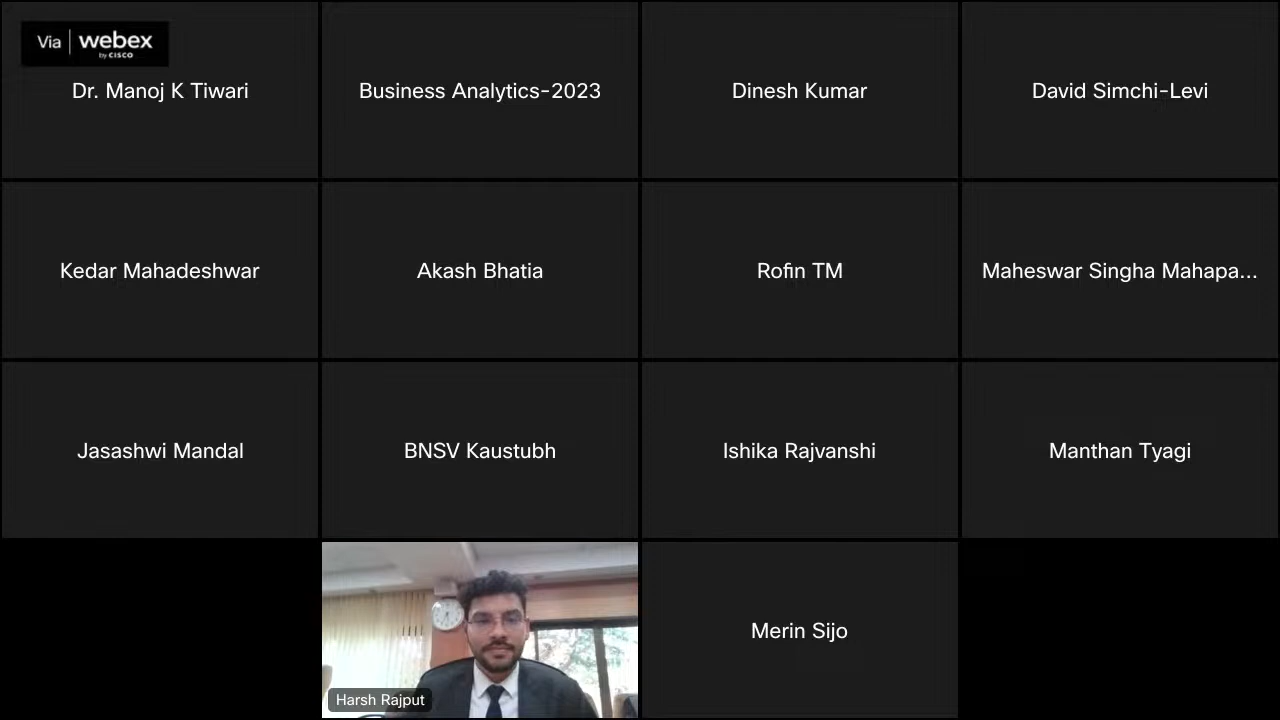 Via webex
by CISCO
Dr. Manoj K Tiwari
Business Analytics-2023
Dinesh Kumar
David Simchi-Levi
Kedar Mahadeshwar
Akash Bhatia
Rofin TM
Maheswar Singha Mahapa...
Jasashwi Mandal
BNSV Kaustubh
Ishika Rajvanshi
Manthan Tyagi
Harsh Rajput
Merin Sijo